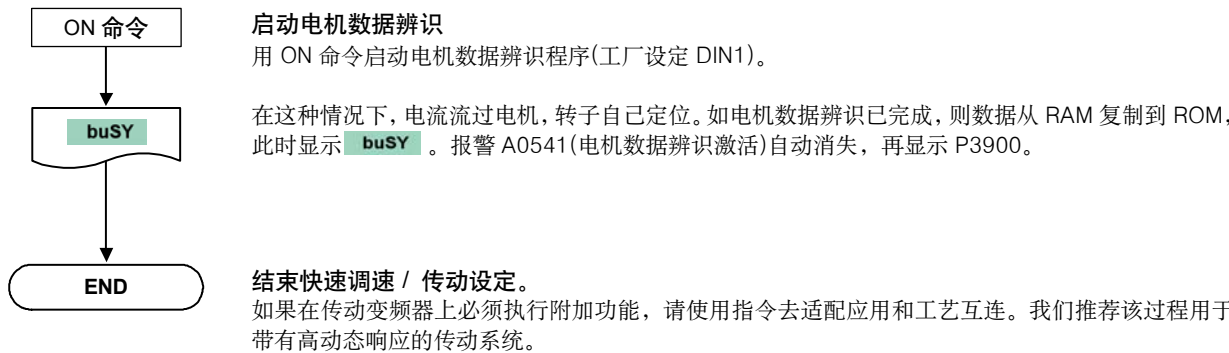 ON 命令
启动电机数据辨识
用 ON 命令启动电机数据辨识程序(工厂设定 DIN1)。
buSY
在这种情况下，电流流过电机，转子自己定位。如电机数据辨识已完成，则数据从 RAM 复制到 ROM，
此时显示 buSY 。报警 A0541(电机数据辨识激活)自动消失，再显示 P3900。
END
结束快速调速 / 传动设定。
如果在传动变频器上必须执行附加功能，请使用指令去适配应用和工艺互连。我们推荐该过程用于
带有高动态响应的传动系统。